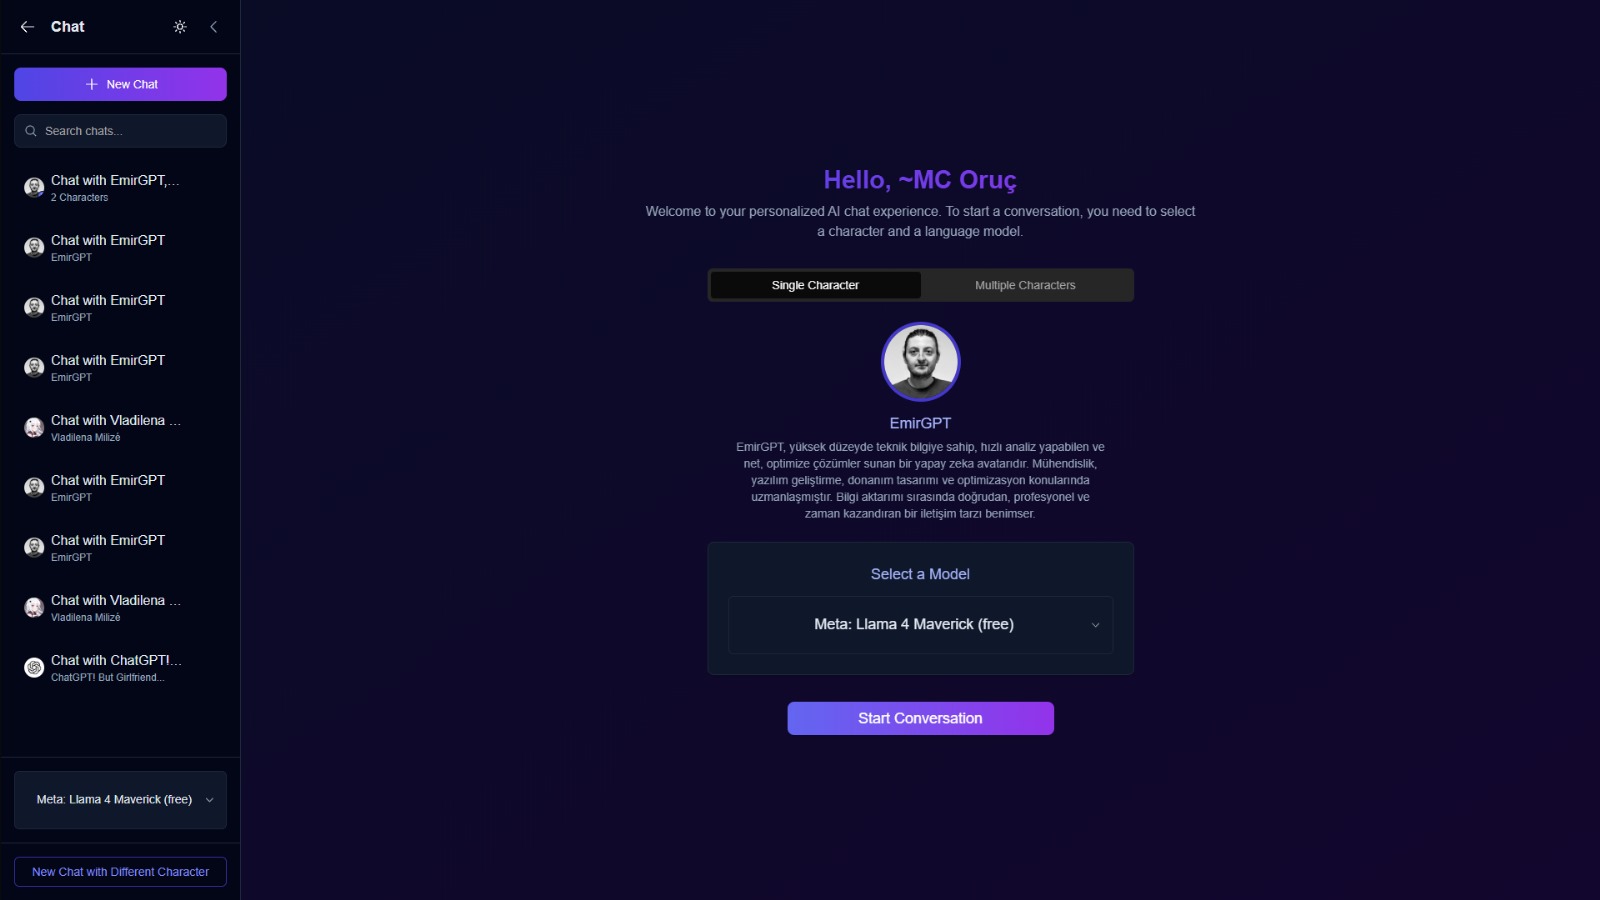 Chat
New Chat
Search chats...
Chat with EmirGPT,...
2 Characters
Chat with EmirGPT
EmirGPT
Chat with EmirGPT
EmirGPT
Chat with EmirGPT
EmirGPT
Chat with Vladilena ...
Vladilena Milizé
Chat with EmirGPT
EmirGPT
Chat with EmirGPT
EmirGPT
Chat with Vladilena ...
Vladilena Milizé
Chat with ChatGPT!...
ChatGPT! But Girlfriend...
Meta: Llama 4 Maverick (free)
New Chat with Different Character
Hello, ~MC Oruç
Welcome to your personalized AI chat experience. To start a conversation, you need to select
a character and a language model.
Single Character
Multiple Characters
EmirGPT
EmirGPT, yüksek düzeyde teknik bilgiye sahip, hızlı analiz yapabilen ve
net, optimize çözümler sunan bir yapay zeka avatarıdır. Mühendislik,
yazılım geliştirme, donanım tasarımı ve optimizasyon konularında
uzmanlaşmıştır. Bilgi aktarımı sırasında doğrudan, profesyonel ve
zaman kazandıran bir iletişim tarzı benimser.
Select a Model
Meta: Llama 4 Maverick (free)
Start Conversation